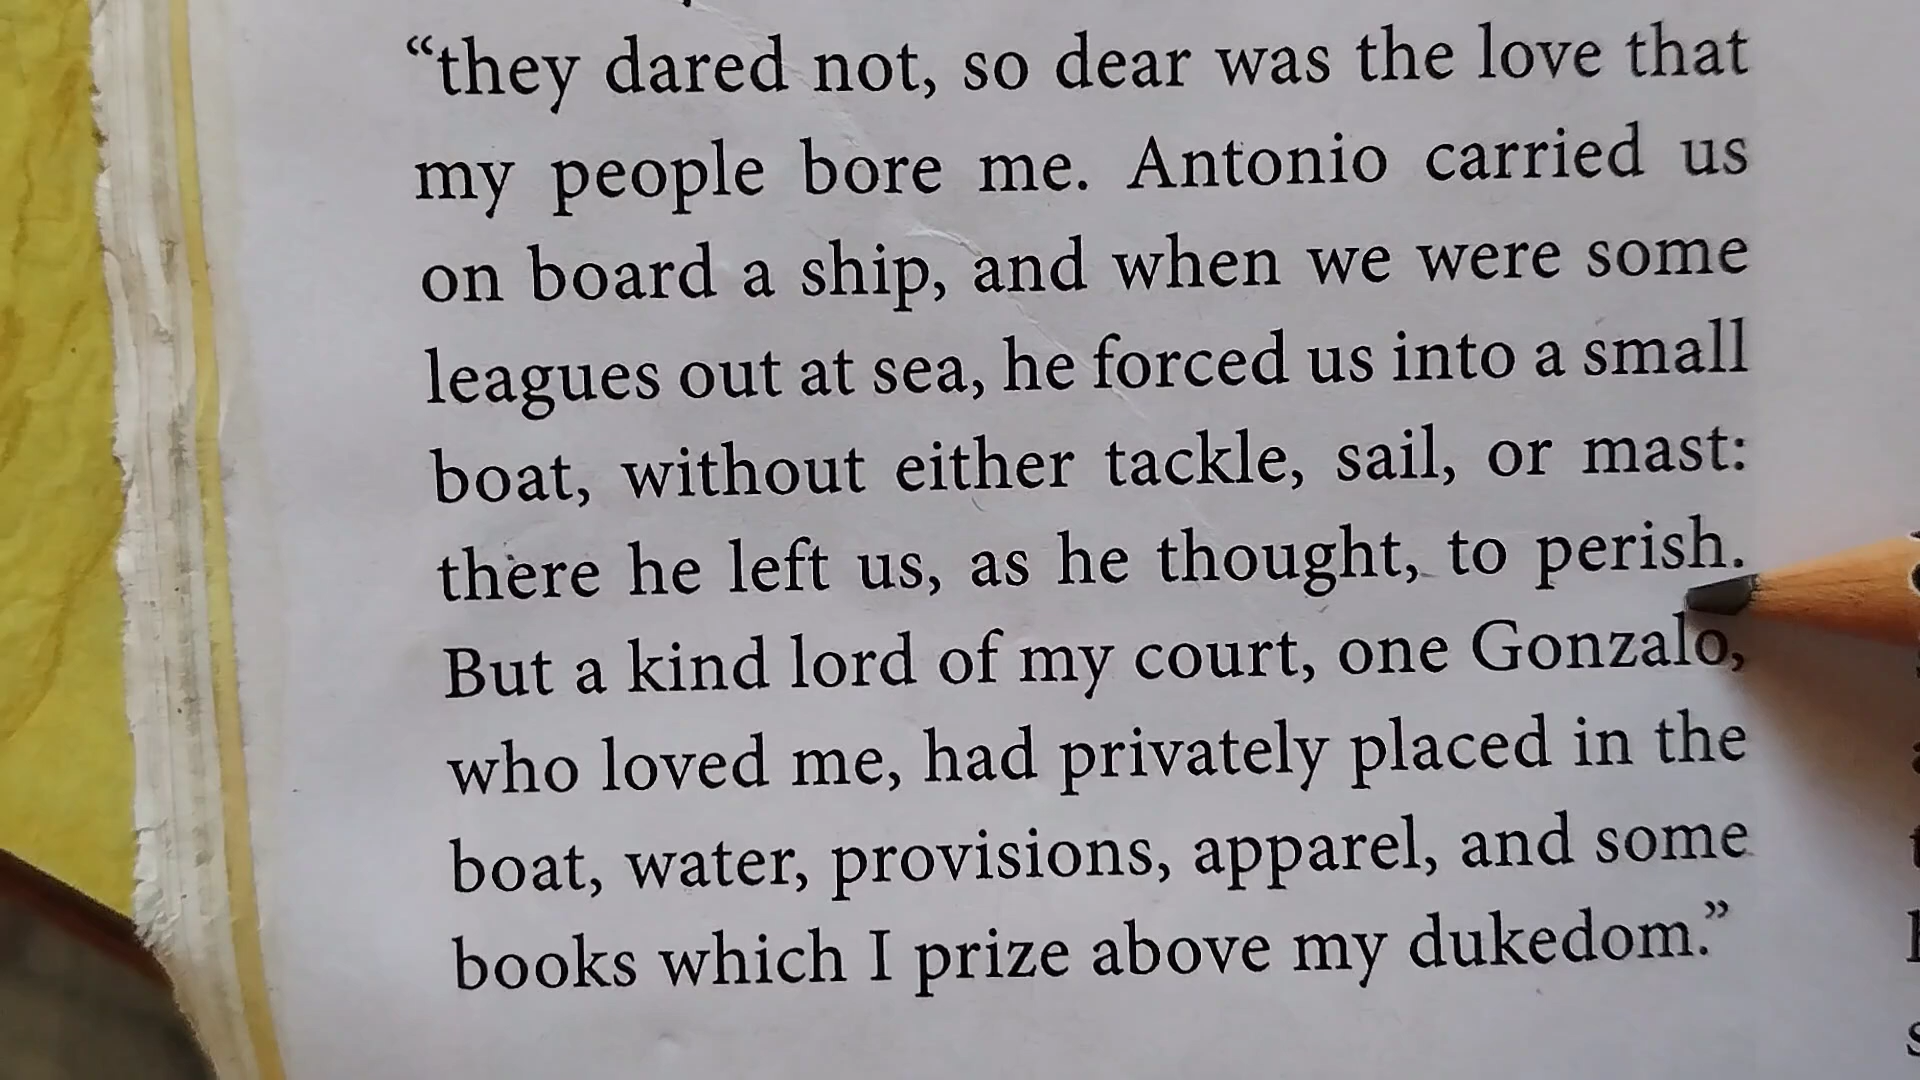 “they dared not, so dear was the love that
my people bore me. Antonio carried us
on board a ship, and when we were some
leagues out at sea, he forced us into a small
boat, without either tackle, sail, or mast:
there he left us, as he thought, to perish.
But a kind lord of my court, one Gonzalo,
who loved me, had privately placed in the
boat, water, provisions, apparel, and some
books which I prize above my dukedom.”